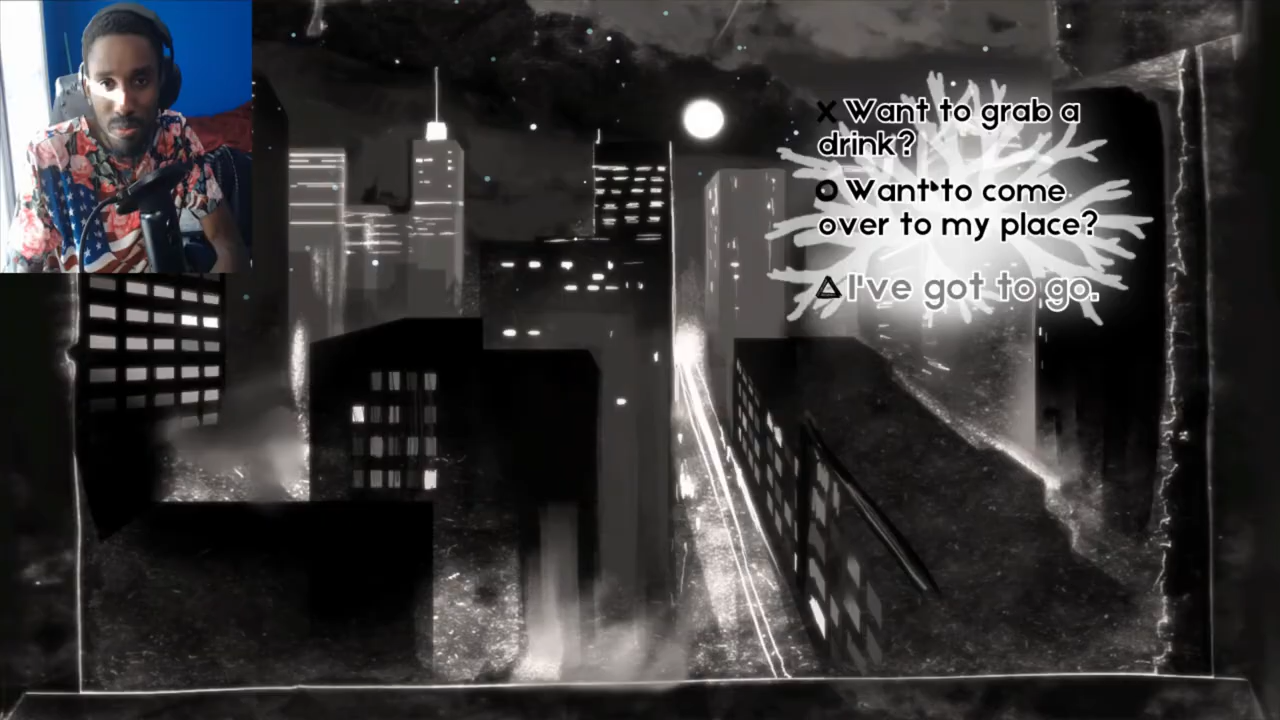 X Want to grab a
drink?
O Want to come
over to my place?
△ I've got to go.